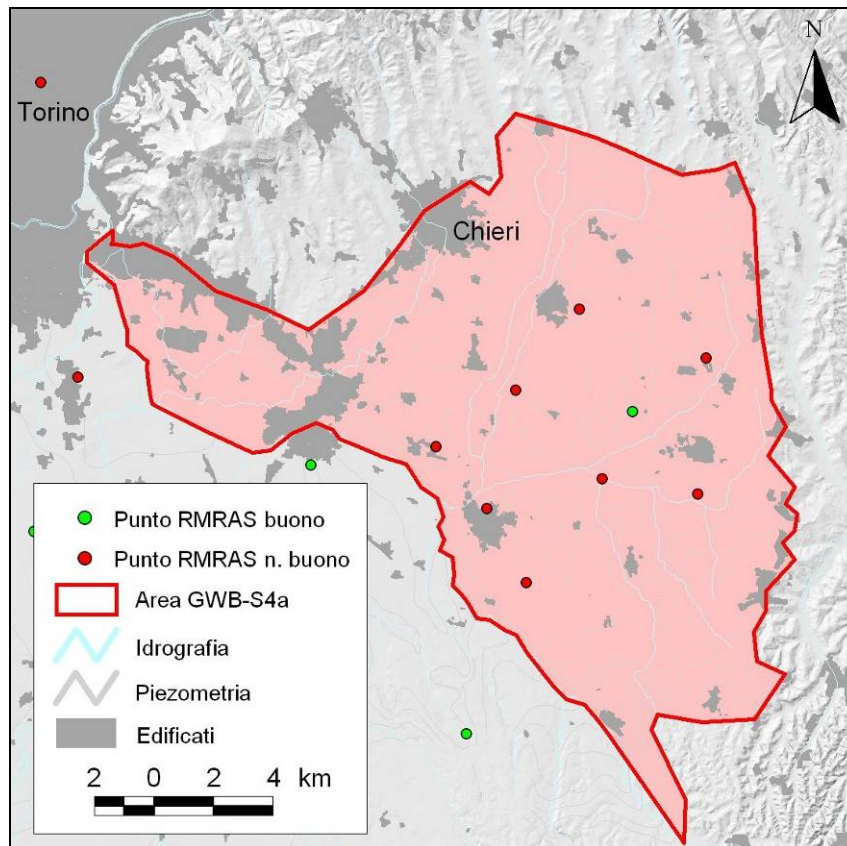 N
Torino
Chieri
Punto RMRAS buono
Punto RMRAS n. buono
Area GWB-S4a
Idrografia
Piezometria
Edificati
2 0 2 4 km